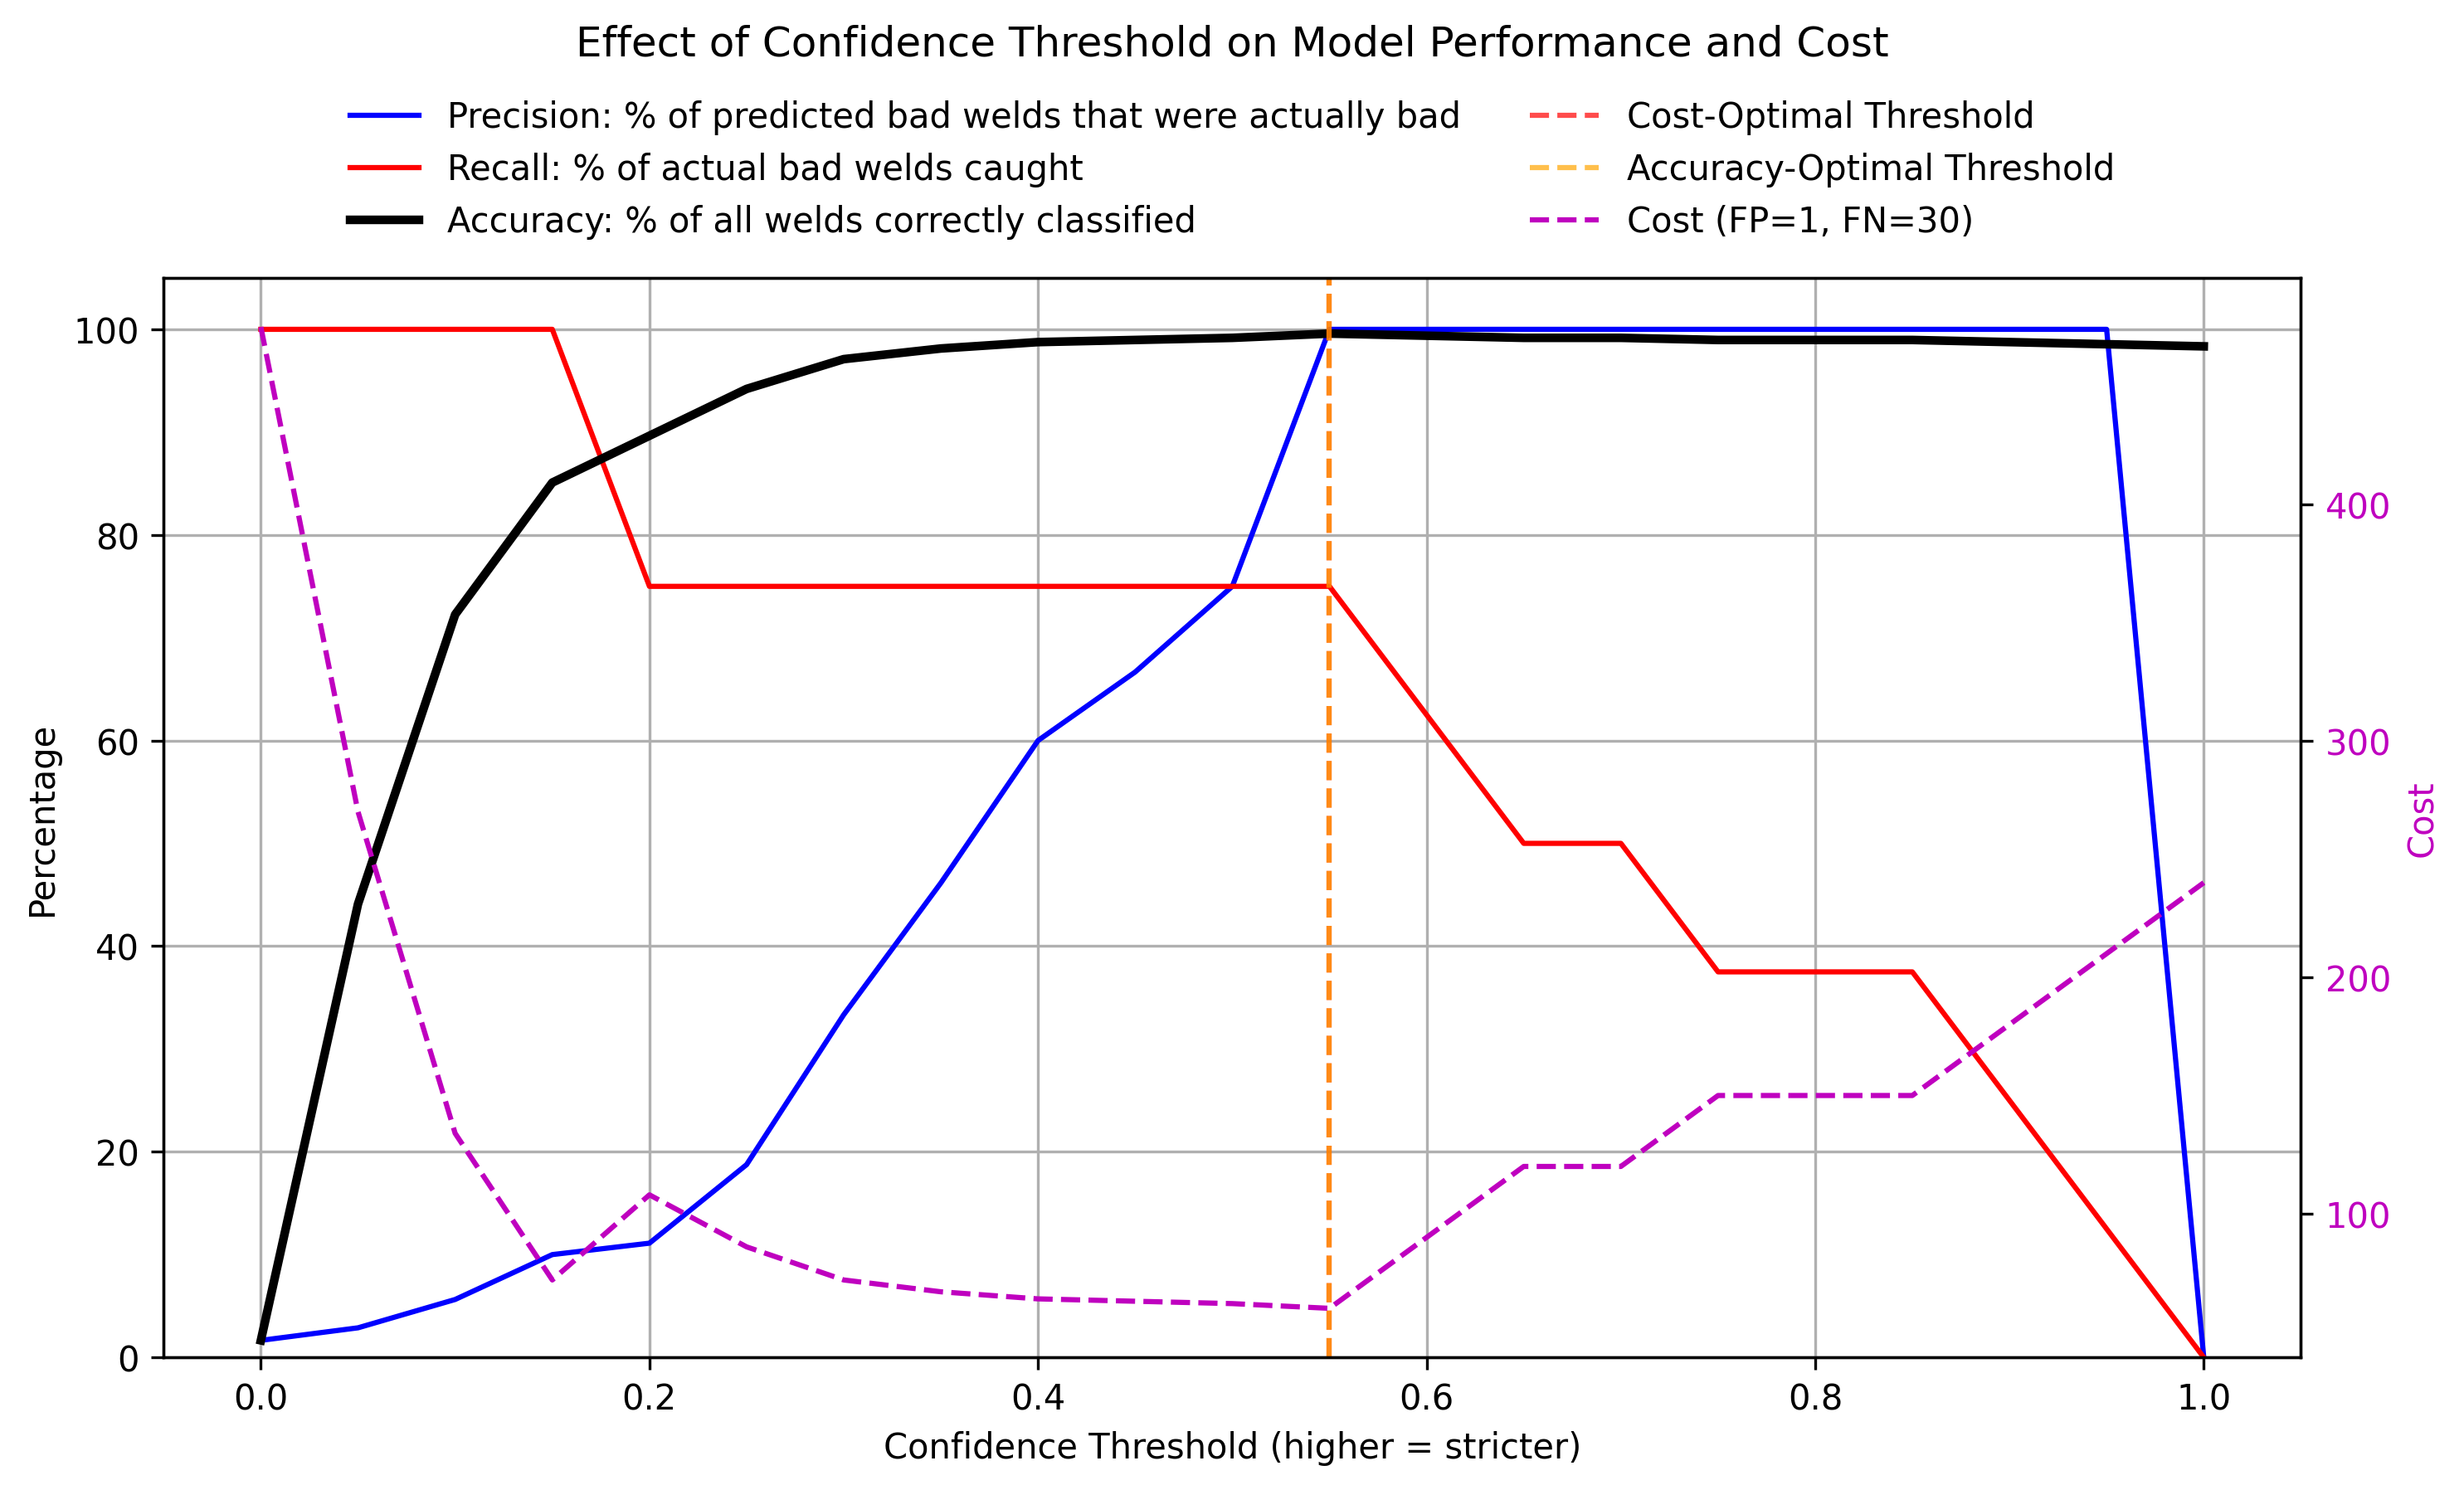 Effect of Confidence Threshold on Model Performance and Cost
Precision: % of predicted bad welds that were actually bad
Recall: % of actual bad welds caught
Accuracy: % of all welds correctly classified
Cost-Optimal Threshold
Accuracy-Optimal Threshold
Cost (FP=1, FN=30)
Percentage
100
80
60
40
20
0
400
300
200
100
Cost
0.0 0.2 0.4 0.6 0.8 1.0
Confidence Threshold (higher = stricter)